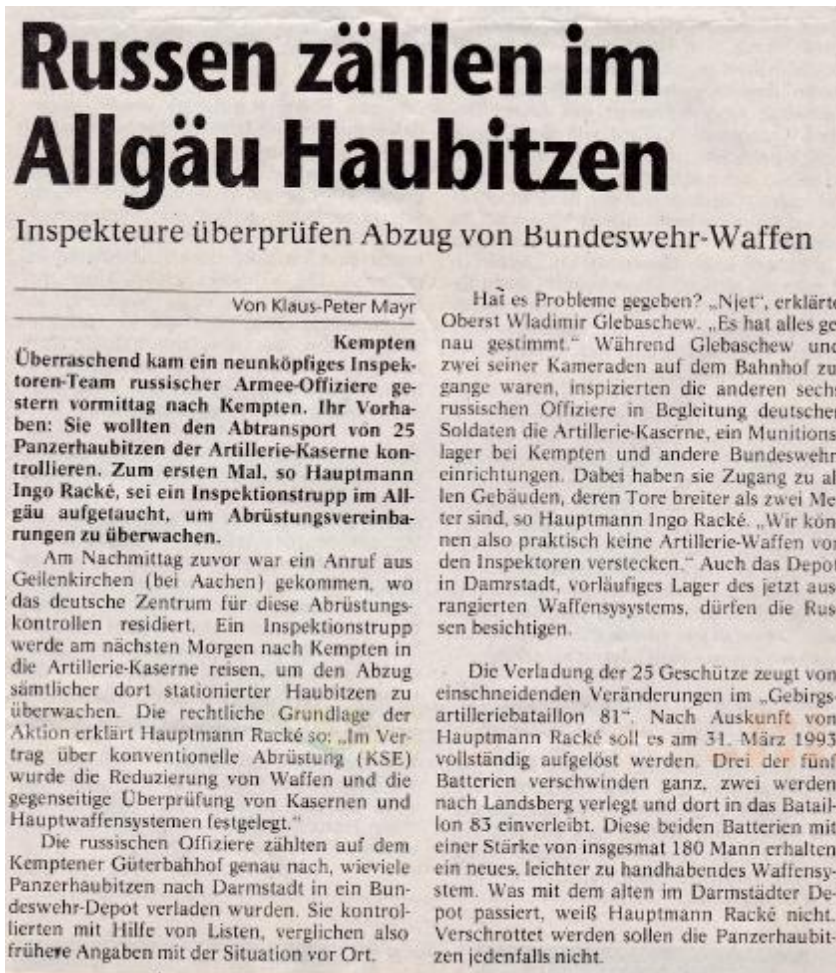 Russen zählen im
Allgäu Haubitzen
Inspekteure überprüfen Abzug von Bundeswehr-Waffen
Von Klaus-Peter Mayr
Kempten
Überraschend kam ein neunköpfiges Inspek-
toren-Team russischer Armee-Offiziere ge-
stern vormittag nach Kempten. Ihr Vorha-
ben: Sie wollten den Abtransport von 25
Panzerhaubitzen der Artillerie-Kaserne kon-
trollieren. Zum ersten Mal, so Hauptmann
Ingo Racké, sei ein Inspektionstrupp im All-
gäu aufgetaucht, um Abrüstungsvereinba-
rungen zu überwachen.
Am Nachmittag zuvor war ein Anruf aus
Geilenkirchen (bei Aachen) gekommen, wo
das deutsche Zentrum für diese Abrüstungs-
kontrollen residiert. Ein Inspektionstrupp
werde am nächsten Morgen nach Kempten in
die Artillerie-Kaserne reisen, um den Abzug
sämtlicher dort stationierter Haubitzen zu
überwachen. Die rechtliche Grundlage der
Aktion erklärt Hauptmann Racké so: „Im Ver-
trag über konventionelle Abrüstung (KSE)
wurde die Reduzierung von Waffen und die
gegenseitige Überprüfung von Kasernen und
Hauptwaffensystemen festgelegt."
Die russischen Offiziere zählten auf dem
Kemptener Güterbahhof genau nach, wieviele
Panzerhaubitzen nach Darmstadt in ein Bun-
deswehr-Depot verladen wurden. Sie kontrol-
lierten mit Hilfe von Listen, verglichen also
frühere Angaben mit der Situation vor Ort.
Hat es Probleme gegeben? „Njet", erklärte
Oberst Wladimir Glebaschew. „Es hat alles ge
nau gestimmt." Während Glebaschew und
zwei seiner Kameraden auf dem Bahnhof zu
gange waren, inspizierten die anderen sechs
russischen Offiziere in Begleitung deutscher
Soldaten die Artillerie-Kaserne, ein Munitions
lager bei Kempten und andere Bundeswehr
einrichtungen. Dabei haben sie Zugang zu al
len Gebäuden, deren Tore breiter als zwei Me
ter sind, so Hauptmann Ingo Racké. „Wir kön
nen also praktisch keine Artillerie-Waffen vor
den Inspektoren verstecken." Auch das Depot
in Damrstadt, vorläufiges Lager des jetzt aus
rangierten Waffensysystems, dürfen die Rus
sen besichtigen.
Die Verladung der 25 Geschütze zeugt von
einschneidenden Veränderungen im „Gebirgs-
artilleriebataillon 81". Nach Auskunft von
Hauptmann Racké soll es am 31. März 1993
vollständig aufgelöst werden. Drei der fünf
Batterien verschwinden ganz, zwei werden
nach Landsberg verlegt und dort in das Batail-
lon 83 einverleibt. Diese beiden Batterien mit
einer Stärke von insgesmat 180 Mann erhalten
ein neues, leichter zu handhabendes Waffensy-
stem. Was mit dem alten im Darmstädter De-
pot passiert, weiß Hauptmann Racké nicht.
Verschrottet werden sollen die Panzerhaubit-
zen jedenfalls nicht.